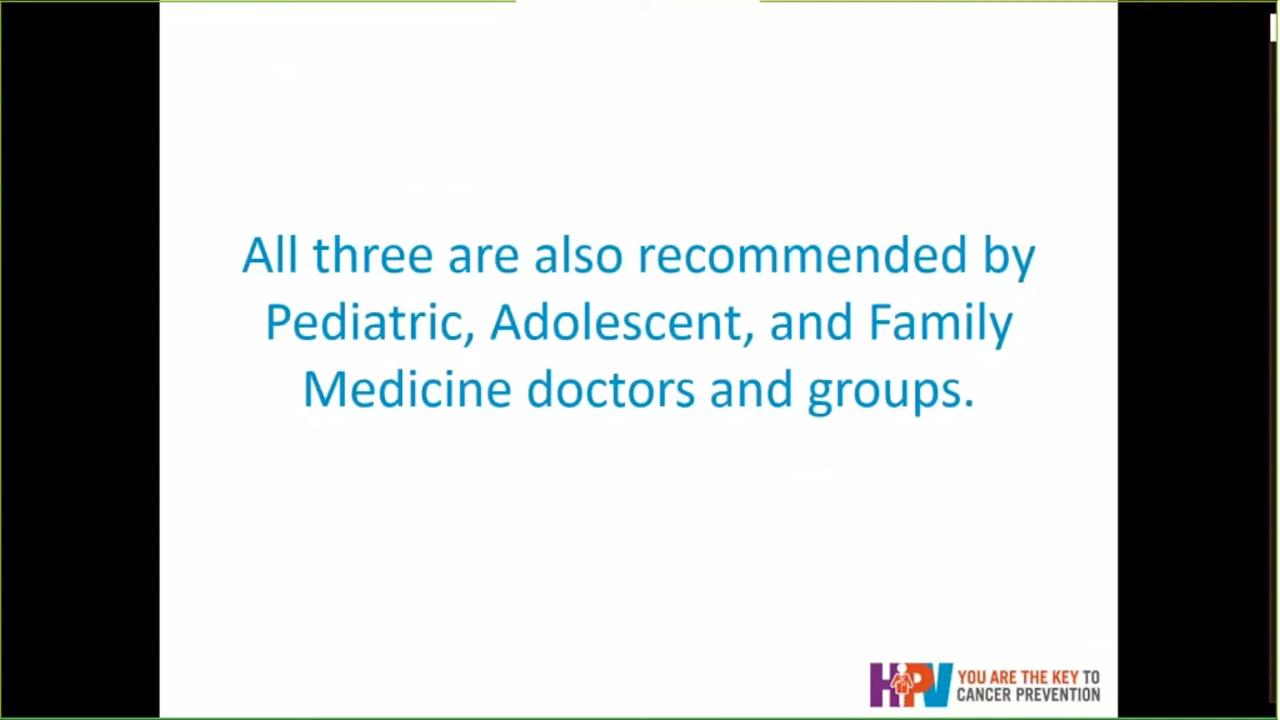 All three are also recommended by
Pediatric, Adolescent, and Family
Medicine doctors and groups.
HPV YOU ARE THE KEY TO
CANCER PREVENTION